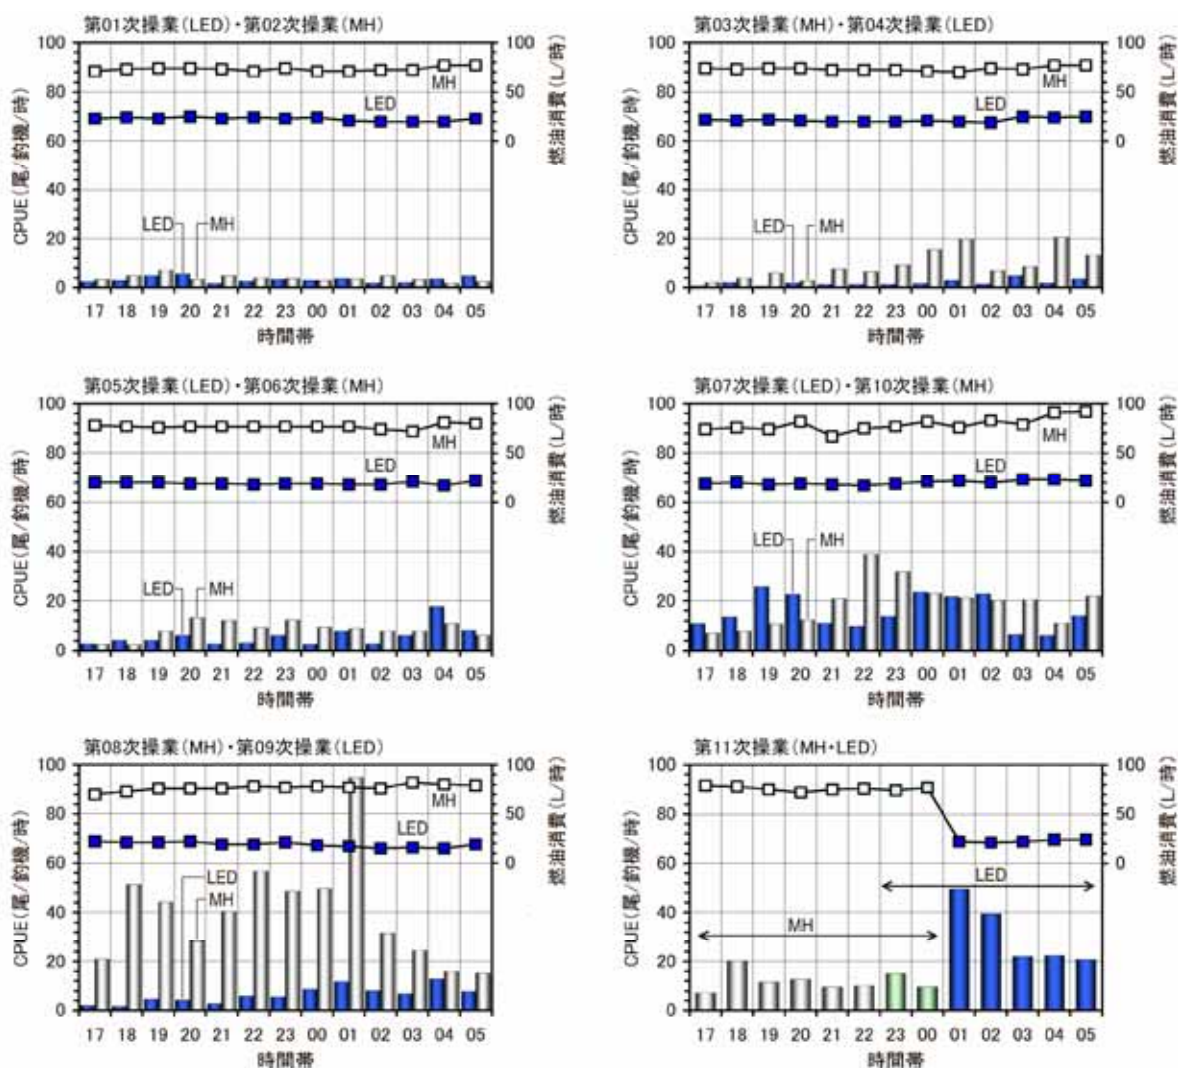 第01次操業(LED)・第02次操業(MH)
100
80
60
40
20
0
CPUE(尾/釣機/時)
100
50
0
燃油消費(L/時)
MH
LED
LED
MH
17 18 19 20 21 22 23 00 01 02 03 04 05
時間帯
第03次操業(MH)・第04次操業(LED)
100
80
60
40
20
0
CPUE(尾/釣機/時)
100
50
0
燃油消費(L/時)
MH
LED
LED
MH
17 18 19 20 21 22 23 00 01 02 03 04 05
時間帯
第05次操業(LED)・第06次操業(MH)
100
80
60
40
20
0
CPUE(尾/釣機/時)
100
50
0
燃油消費(L/時)
MH
LED
LED
MH
17 18 19 20 21 22 23 00 01 02 03 04 05
時間帯
第07次操業(LED)・第10次操業(MH)
100
80
60
40
20
0
CPUE(尾/釣機/時)
100
50
0
燃油消費(L/時)
MH
LED
LED
MH
17 18 19 20 21 22 23 00 01 02 03 04 05
時間帯
第08次操業(MH)・第09次操業(LED)
100
80
60
40
20
0
CPUE(尾/釣機/時)
100
50
0
燃油消費(L/時)
MH
LED
LED
MH
17 18 19 20 21 22 23 00 01 02 03 04 05
時間帯
第11次操業(MH・LED)
100
80
60
40
20
0
CPUE(尾/釣機/時)
100
50
0
燃油消費(L/時)
LED
MH
17 18 19 20 21 22 23 00 01 02 03 04 05
時間帯